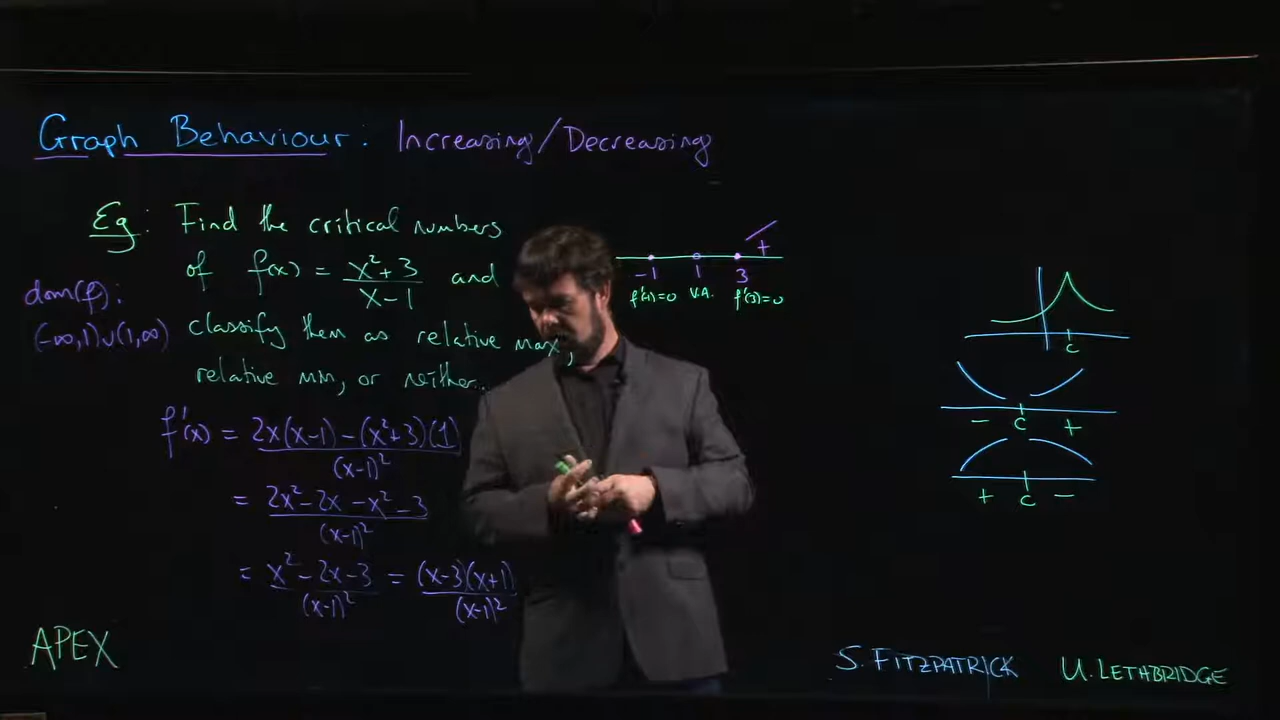 Graph Behaviour: Increasing/Decreasing
Eg: Find the critical numbers
of f(x) = (x²+3)/(x-1) and
classify them as relative max,
relative min, or neither.
dom(f):
(-∞,1)∪(1,∞)
f'(x) = (2x(x-1)-(x²+3)(1))/(x-1)²
= (2x²-2x-x²-3)/(x-1)²
= (x²-2x-3)/(x-1)² = (x-3)(x+1)/(x-1)²
+
-1 1 3
f'(-1)=0 V.A. f'(3)=0
c
- c +
+ c -
APEX
S. FITZPATRICK U. LETHBRIDGE